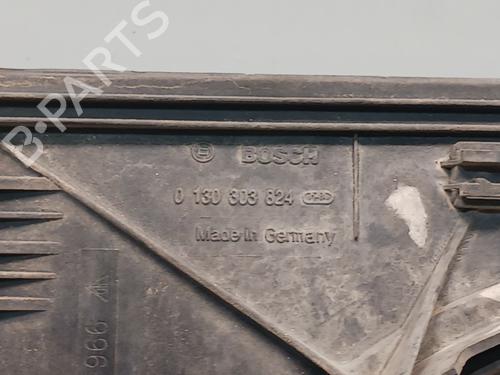 B-PARTS
BOSCH
0 130 303 824
Made in Germany
966